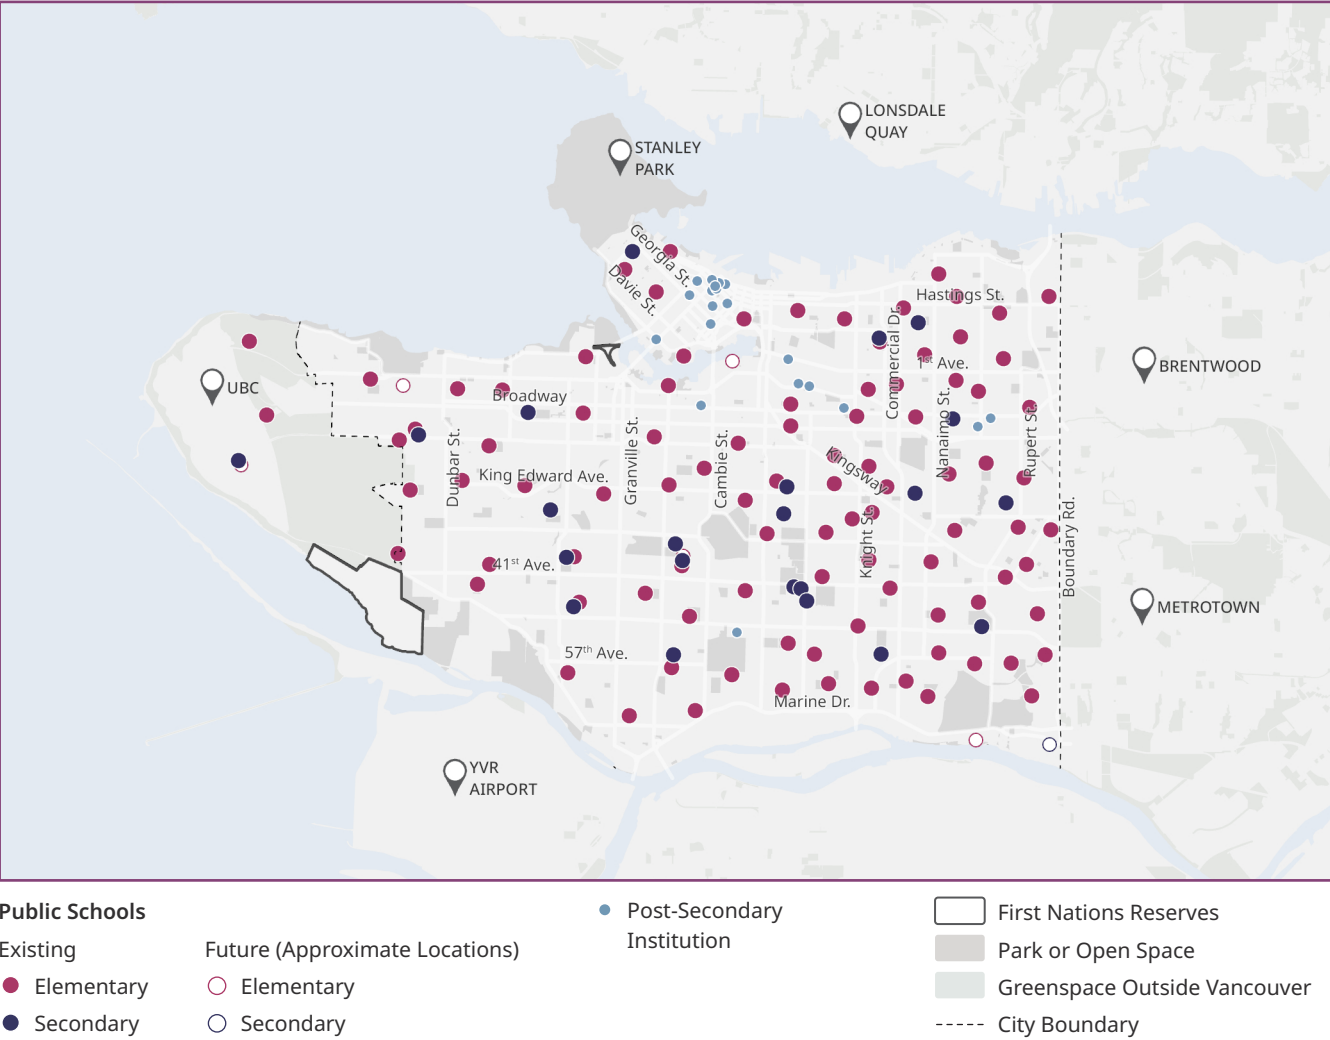 LONSDALE
QUAY
STANLEY
PARK
Georgia St.
Davie St.
Hastings St.
Commercial Dr.
1st Ave.
BRENTWOOD
UBC
Broadway
Nanaimo St.
Rupert St.
Dunbar St.
Granville St.
Cambie St.
King Edward Ave.
Kingsway
Knight St.
Boundary Rd.
41st Ave.
METROTOWN
57th Ave.
Marine Dr.
YVR
AIRPORT
Public Schools
Existing
Elementary
Secondary
Future (Approximate Locations)
Elementary
Secondary
Post-Secondary
Institution
First Nations Reserves
Park or Open Space
Greenspace Outside Vancouver
City Boundary